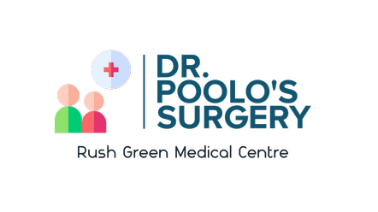 DR.
POOLO'S
SURGERY
Rush Green Medical Centre